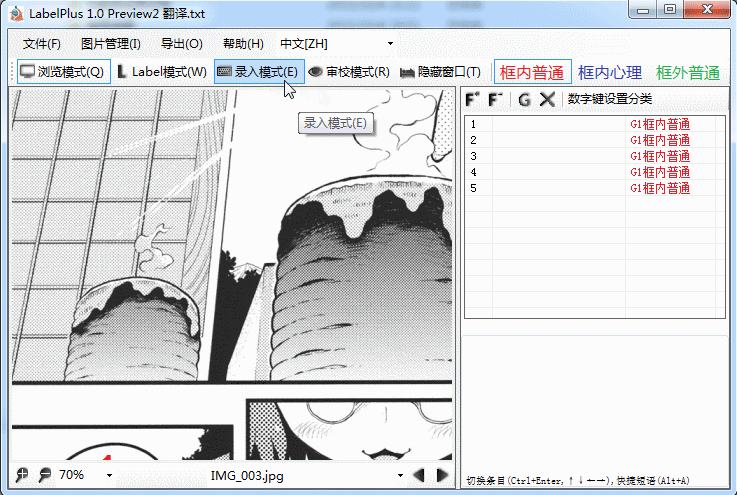 LabelPlus 1.0 Preview2 翻译.txt
文件(F) 图片管理(I) 导出(O) 帮助(H) 中文[ZH]
浏览模式(Q) Label模式(W) 录入模式(E) 审校模式(R) 隐藏窗口(T) 框内普通 框内心理 框外普通
F+ F- G X 数字键设置分类
录入模式(E)
1 G1框内普通
2 G1框内普通
3 G1框内普通
4 G1框内普通
5 G1框内普通
70% IMG_003.jpg
切换条目(Ctrl+Enter,↑↓←→),快捷短语(Alt+A)